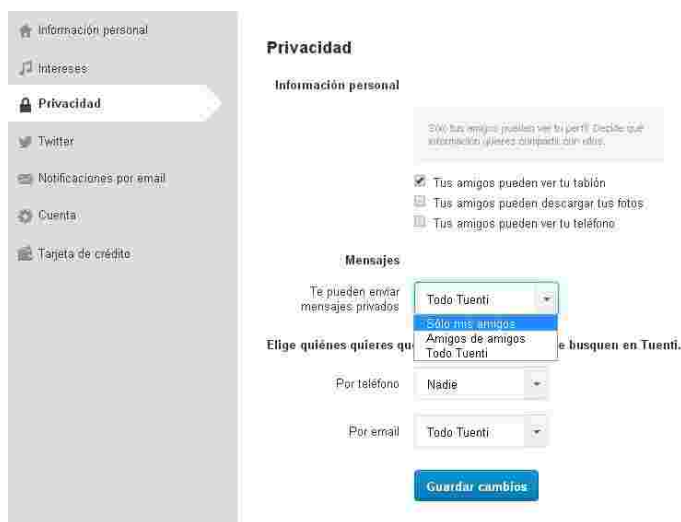 Información personal
Intereses
Privacidad
Twitter
Notificaciones por email
Cuenta
Tarjeta de crédito
Privacidad
Información personal
Sólo tus amigos pueden ver tu perfil. Decide qué
información quieres compartir con ellos.
Tus amigos pueden ver tu tablón
Tus amigos pueden descargar tus fotos
Tus amigos pueden ver tu teléfono
Mensajes
Te pueden enviar
mensajes privados
Todo Tuenti
Sólo mis amigos
Amigos de amigos
Todo Tuenti
Elige quiénes quieres qu e busquen en Tuenti.
Por teléfono
Nadie
Por email
Todo Tuenti
Guardar cambios